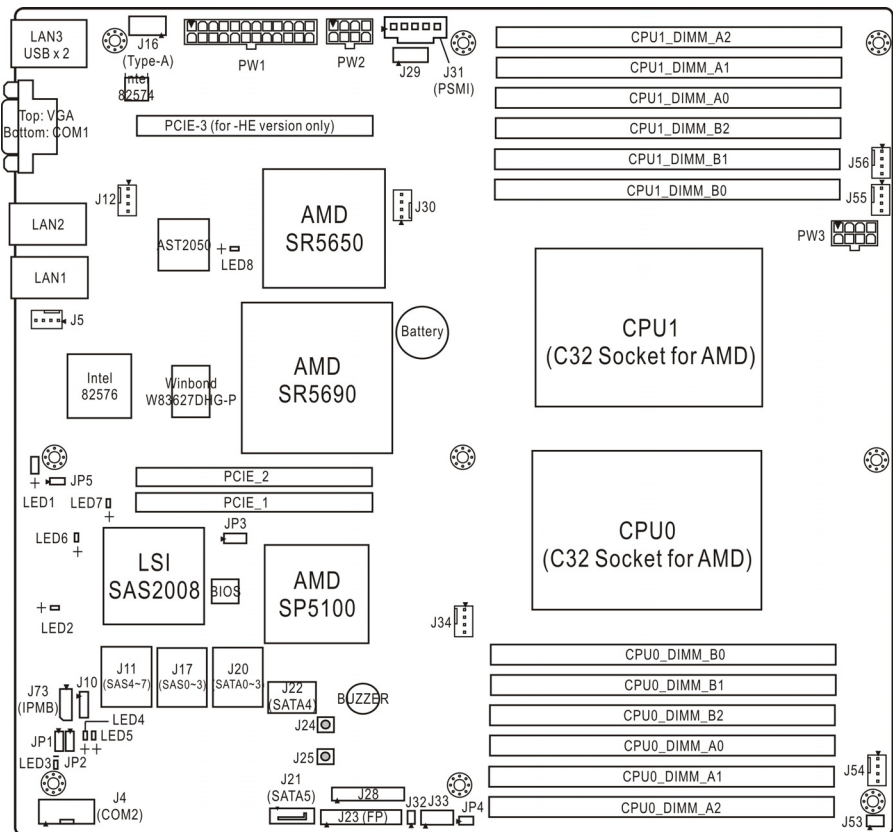 LAN3
USB x 2
J16
(Type-A)
Intel
82574
PW1
PW2
J29
J31
(PSMI)
CPU1_DIMM_A2
CPU1_DIMM_A1
CPU1_DIMM_A0
CPU1_DIMM_B2
CPU1_DIMM_B1
CPU1_DIMM_B0
Top: VGA
Bottom: COM1
PCIE-3 (for -HE version only)
J56
J55
PW3
J12
AMD
SR5650
J30
LAN2
AST2050
+
LED8
LAN1
J5
Battery
CPU1
(C32 Socket for AMD)
Intel
82576
Winbond
W83627DHG-P
AMD
SR5690
+
JP5
LED1
LED7
+
PCIE_2
PCIE_1
JP3
LED6
+
LSI
SAS2008
BIOS
AMD
SP5100
CPU0
(C32 Socket for AMD)
+
LED2
J34
J11
(SAS4~7)
J17
(SAS0~3)
J20
(SATA0~3)
J22
(SATA4)
BUZZER
J73
(IPMB)
J10
LED4
LED5
++
JP1
JP2
LED3
J24
J25
J4
(COM2)
J21
(SATA5)
J28
J23 (FP)
J32
J33
JP4
CPU0_DIMM_B0
CPU0_DIMM_B1
CPU0_DIMM_B2
CPU0_DIMM_A0
CPU0_DIMM_A1
CPU0_DIMM_A2
J54
J53